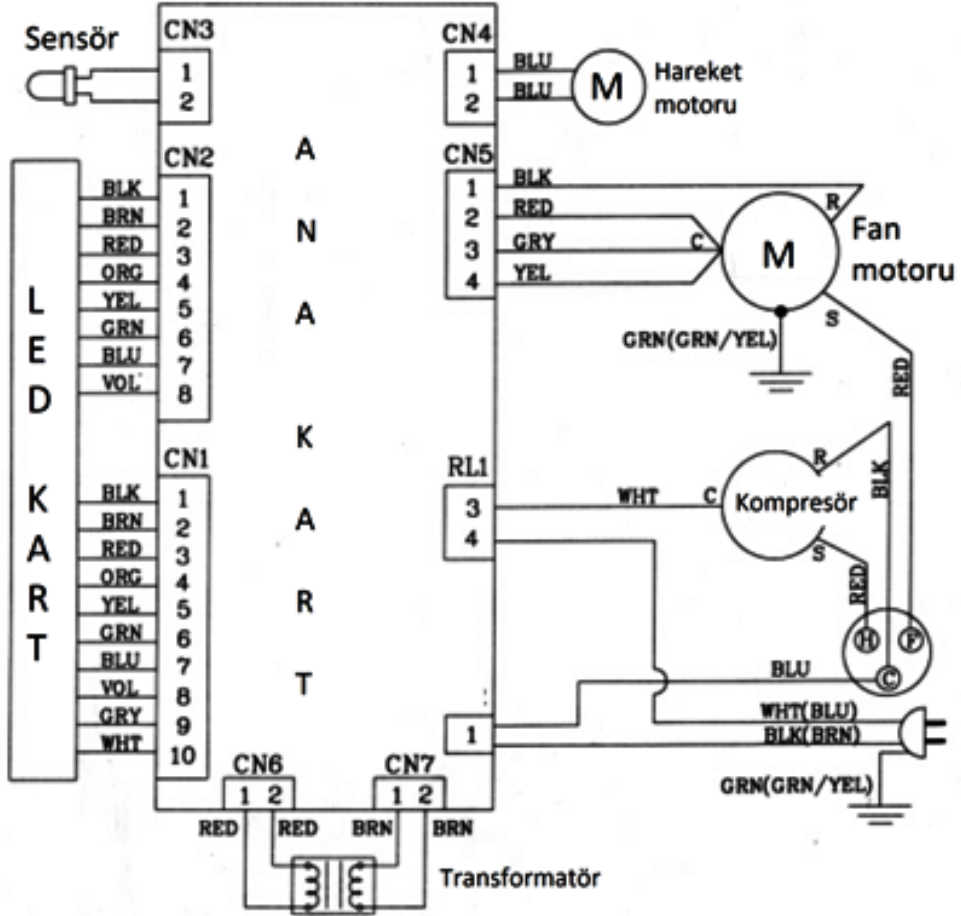 Sensör
CN3
1
2
CN4
1
2
BLU
BLU
M
Hareket
motoru
CN2
1
2
3
4
5
6
7
8
BLK
BRN
RED
ORG
YEL
GRN
BLU
VOL
LED KART
ANA KART
CN5
1
2
3
4
BLK
RED
GRY
YEL
C
R
S
M
Fan
motoru
GRN(GRN/YEL)
RED
CN1
1
2
3
4
5
6
7
8
9
10
BLK
BRN
RED
ORG
YEL
GRN
BLU
VOL
GRY
WHT
RL1
3
4
WHT
C
R
S
Kompresör
BLK
RED
H
F
C
BLU
1
WHT(BLU)
BLK(BRN)
GRN(GRN/YEL)
CN6
1 2
CN7
1 2
RED
RED
BRN
BRN
Transformatör